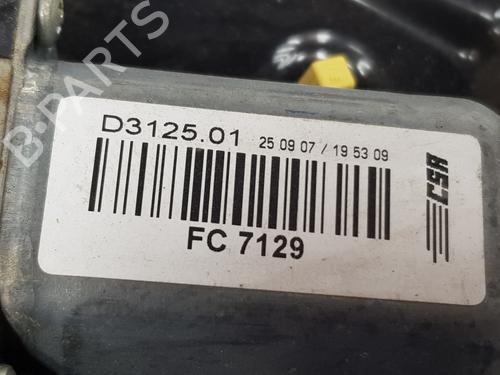 D3125.01 25 09 07 / 19 53 09
CSA
FC 7129
B-PARTS